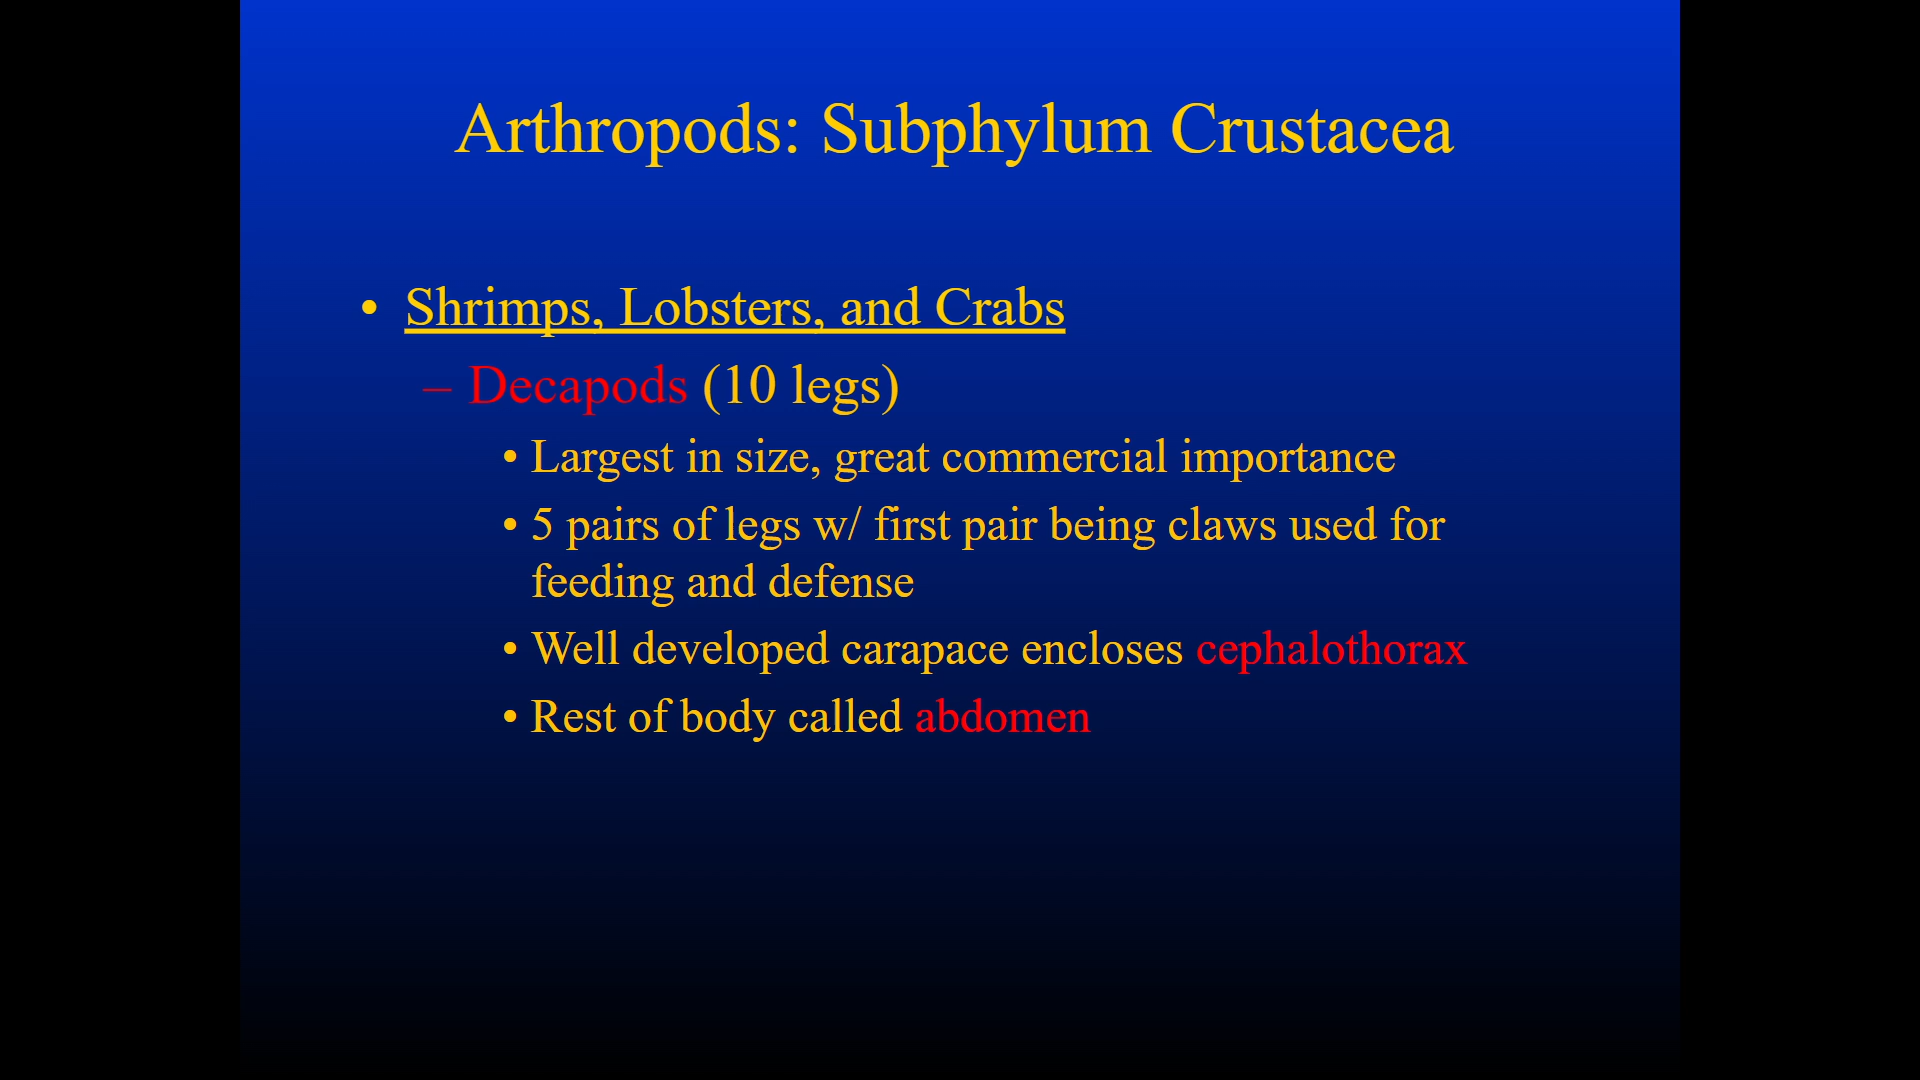 Arthropods: Subphylum Crustacea
• Shrimps, Lobsters, and Crabs
– Decapods (10 legs)
• Largest in size, great commercial importance
• 5 pairs of legs w/ first pair being claws used for
feeding and defense
• Well developed carapace encloses cephalothorax
• Rest of body called abdomen